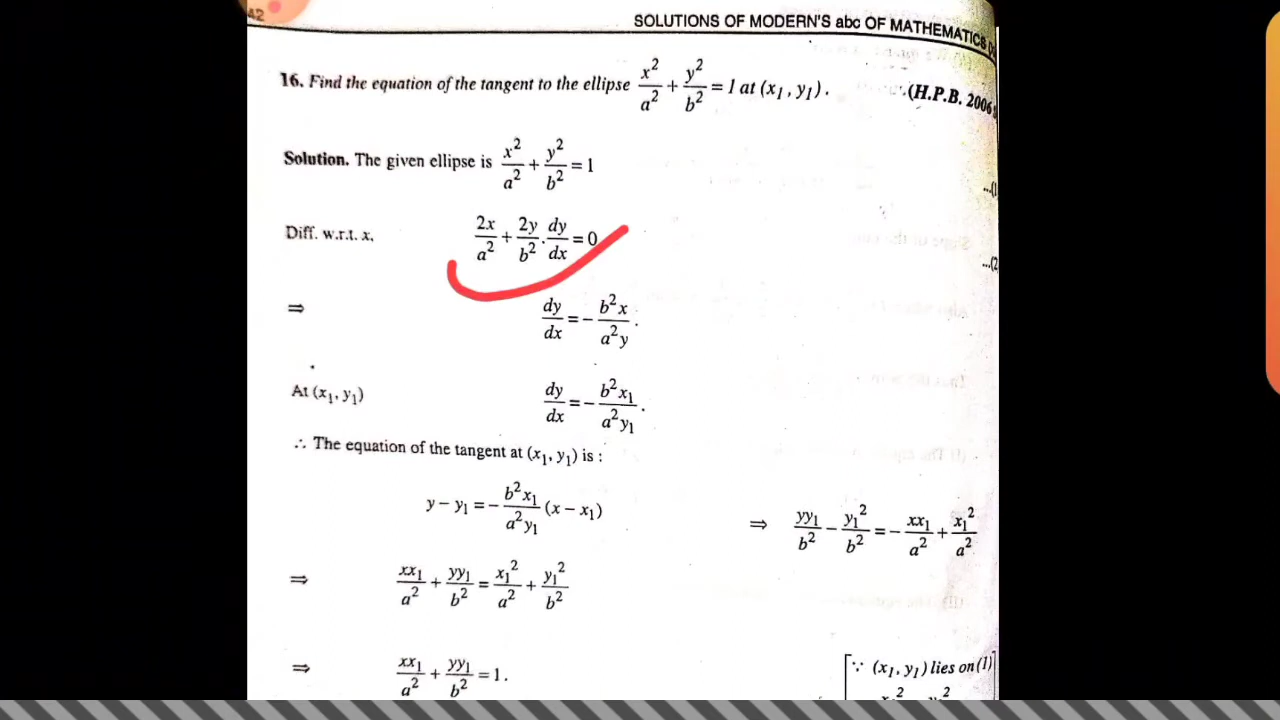 42
SOLUTIONS OF MODERN'S abc OF MATHEMATICS
16. Find the equation of the tangent to the ellipse x²/a² + y²/b² = 1 at (x₁, y₁). (H.P.B. 2006
Solution. The given ellipse is x²/a² + y²/b² = 1 ...(1
Diff. w.r.t. x, 2x/a² + 2y/b² . dy/dx = 0 ...(2
⇒ dy/dx = – b²x/a²y .
At (x₁, y₁) dy/dx = – b²x₁/a²y₁ .
∴ The equation of the tangent at (x₁, y₁) is :
y – y₁ = – b²x₁/a²y₁ (x – x₁) ⇒ yy₁/b² – y₁²/b² = – xx₁/a² + x₁²/a²
⇒ xx₁/a² + yy₁/b² = x₁²/a² + y₁²/b²
⇒ xx₁/a² + yy₁/b² = 1. [∵ (x₁, y₁) lies on (1)